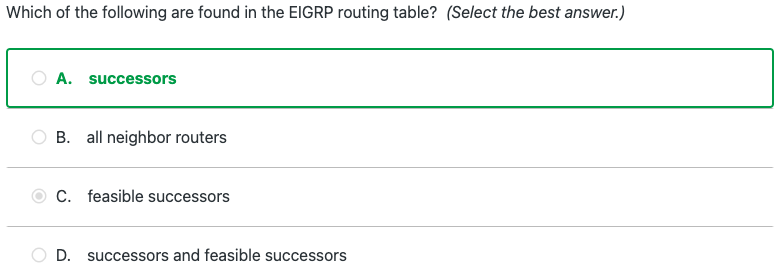 Which of the following are found in the EIGRP routing table? (Select the best answer.)
A. successors
B. all neighbor routers
C. feasible successors
D. successors and feasible successors